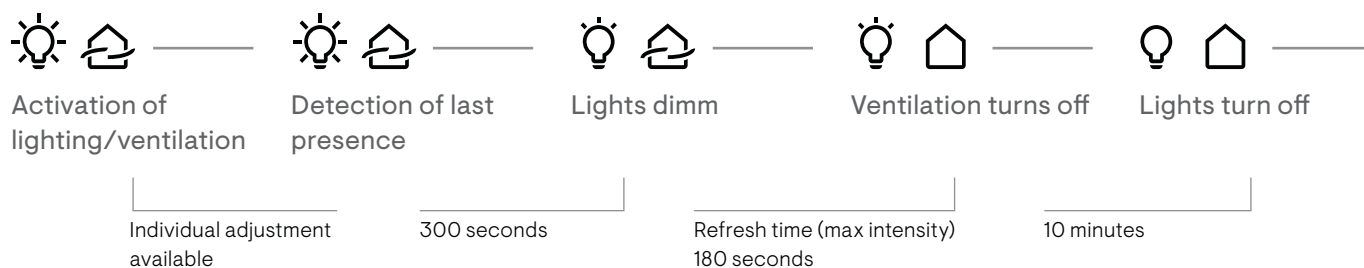 Activation of
lighting/ventilation
Detection of last
presence
Lights dimm
Ventilation turns off
Lights turn off
Individual adjustment
available
300 seconds
Refresh time (max intensity)
180 seconds
10 minutes